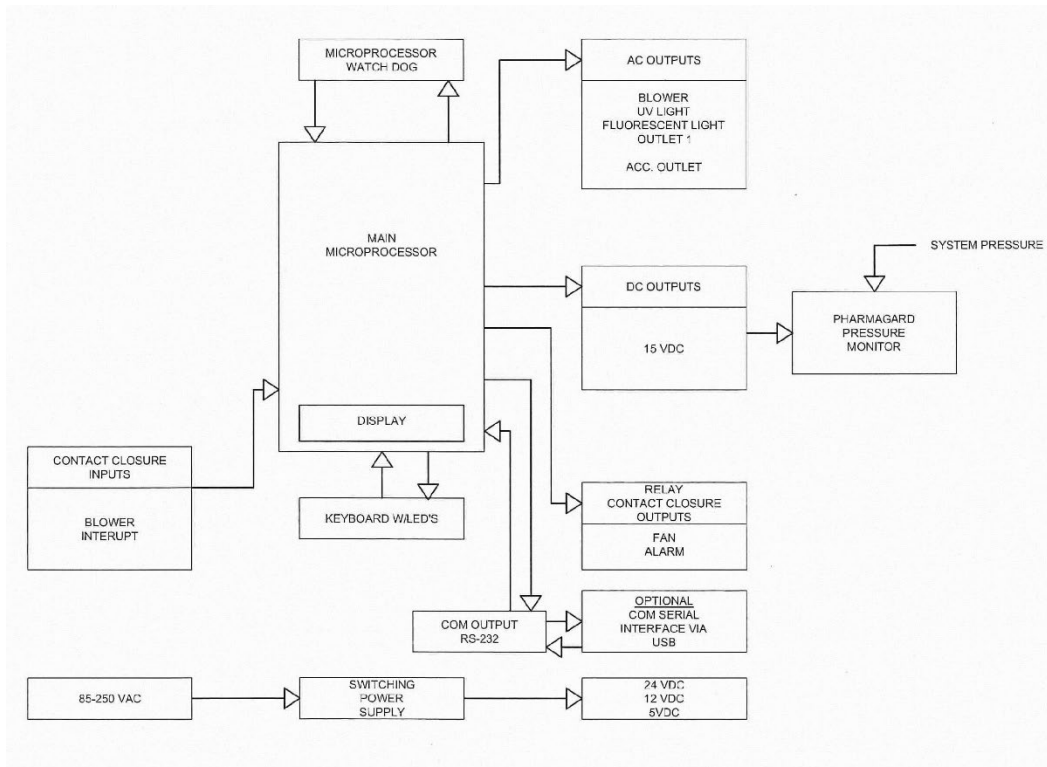 MICROPROCESSOR
WATCH DOG
AC OUTPUTS
BLOWER
UV LIGHT
FLUORESCENT LIGHT
OUTLET 1
ACC. OUTLET
MAIN
MICROPROCESSOR
SYSTEM PRESSURE
DC OUTPUTS
15 VDC
PHARMAGARD
PRESSURE
MONITOR
DISPLAY
CONTACT CLOSURE
INPUTS
BLOWER
INTERUPT
KEYBOARD W/LED'S
RELAY
CONTACT CLOSURE
OUTPUTS
FAN
ALARM
COM OUTPUT
RS-232
OPTIONAL
COM SERIAL
INTERFACE VIA
USB
85-250 VAC
SWITCHING
POWER
SUPPLY
24 VDC
12 VDC
5VDC